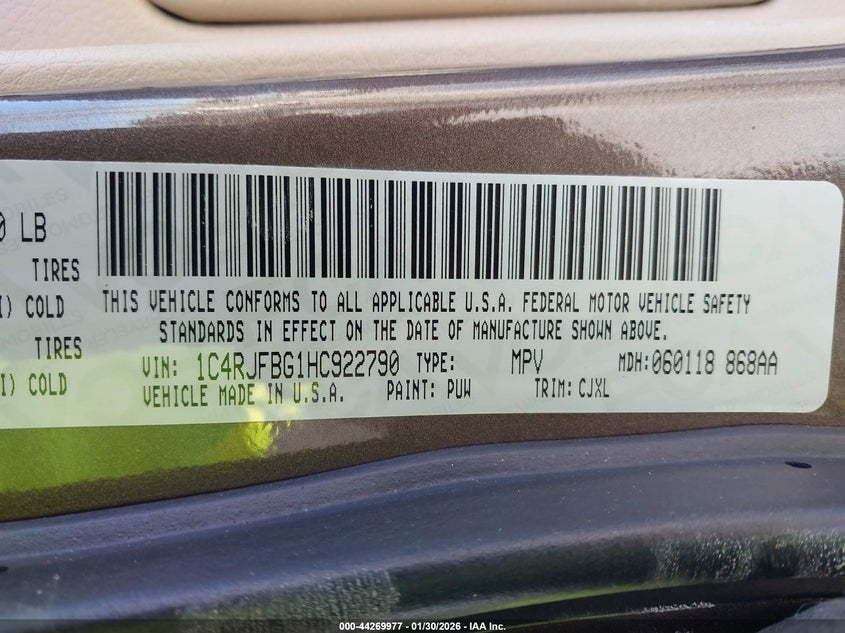 0 LB
TIRES
I) COLD
TIRES
I) COLD
THIS VEHICLE CONFORMS TO ALL APPLICABLE U.S.A. FEDERAL MOTOR VEHICLE SAFETY
STANDARDS IN EFFECT ON THE DATE OF MANUFACTURE SHOWN ABOVE.
VIN: 1C4RJFBG1HC922790 TYPE: MPV MDH:060118 868AA
VEHICLE MADE IN U.S.A. PAINT: PUW TRIM: CJXL
000-44269977 - 01/30/2026 - IAA Inc.